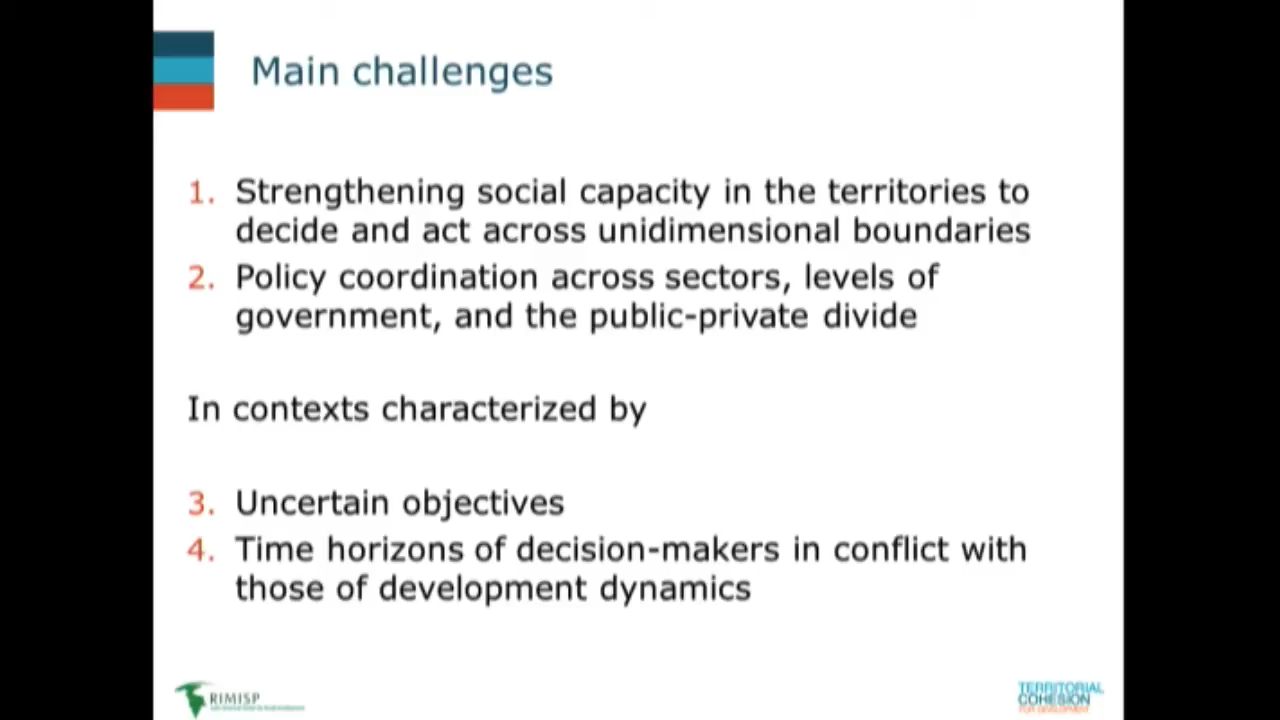 Main challenges
1. Strengthening social capacity in the territories to
decide and act across unidimensional boundaries
2. Policy coordination across sectors, levels of
government, and the public-private divide
In contexts characterized by
3. Uncertain objectives
4. Time horizons of decision-makers in conflict with
those of development dynamics
RIMISP
TERRITORIAL
COHESION
FOR DEVELOPMENT